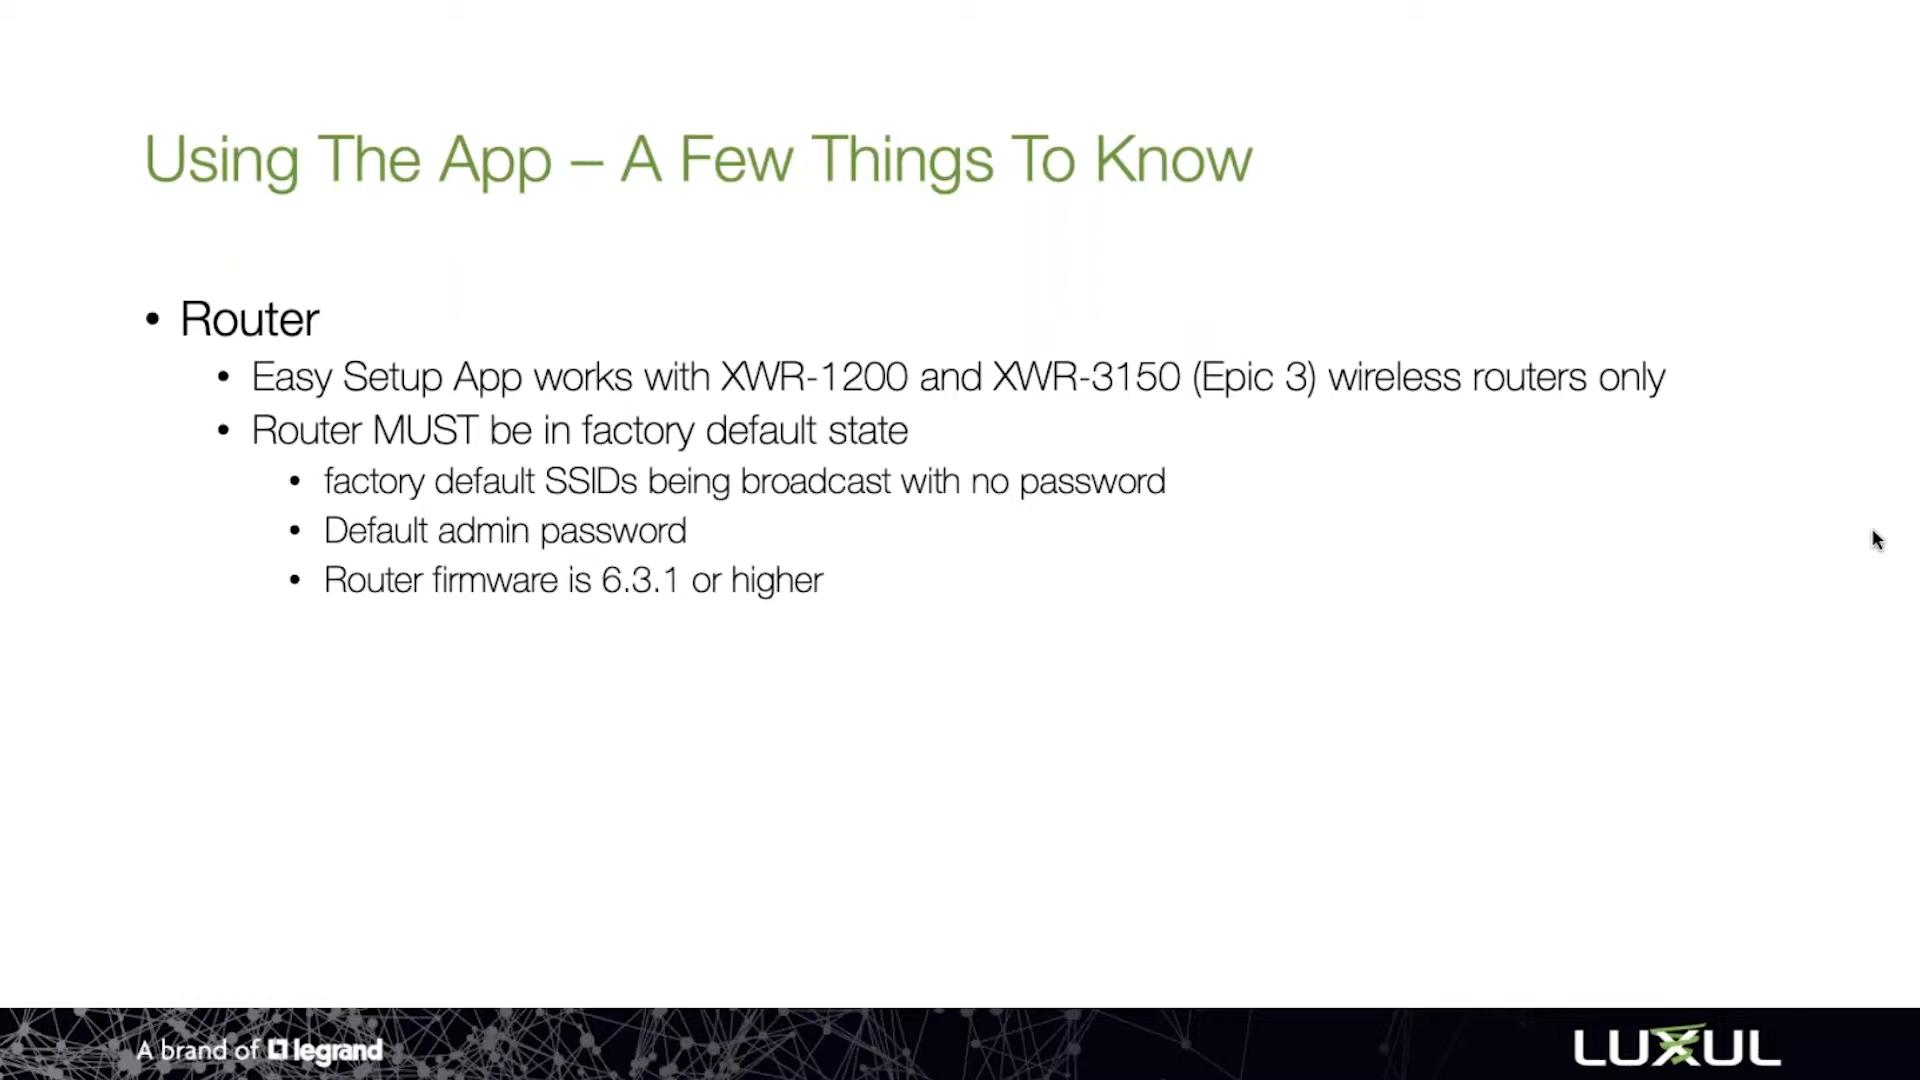 Using The App – A Few Things To Know
• Router
• Easy Setup App works with XWR-1200 and XWR-3150 (Epic 3) wireless routers only
• Router MUST be in factory default state
• factory default SSIDs being broadcast with no password
• Default admin password
• Router firmware is 6.3.1 or higher
A brand of legrand
LUXUL